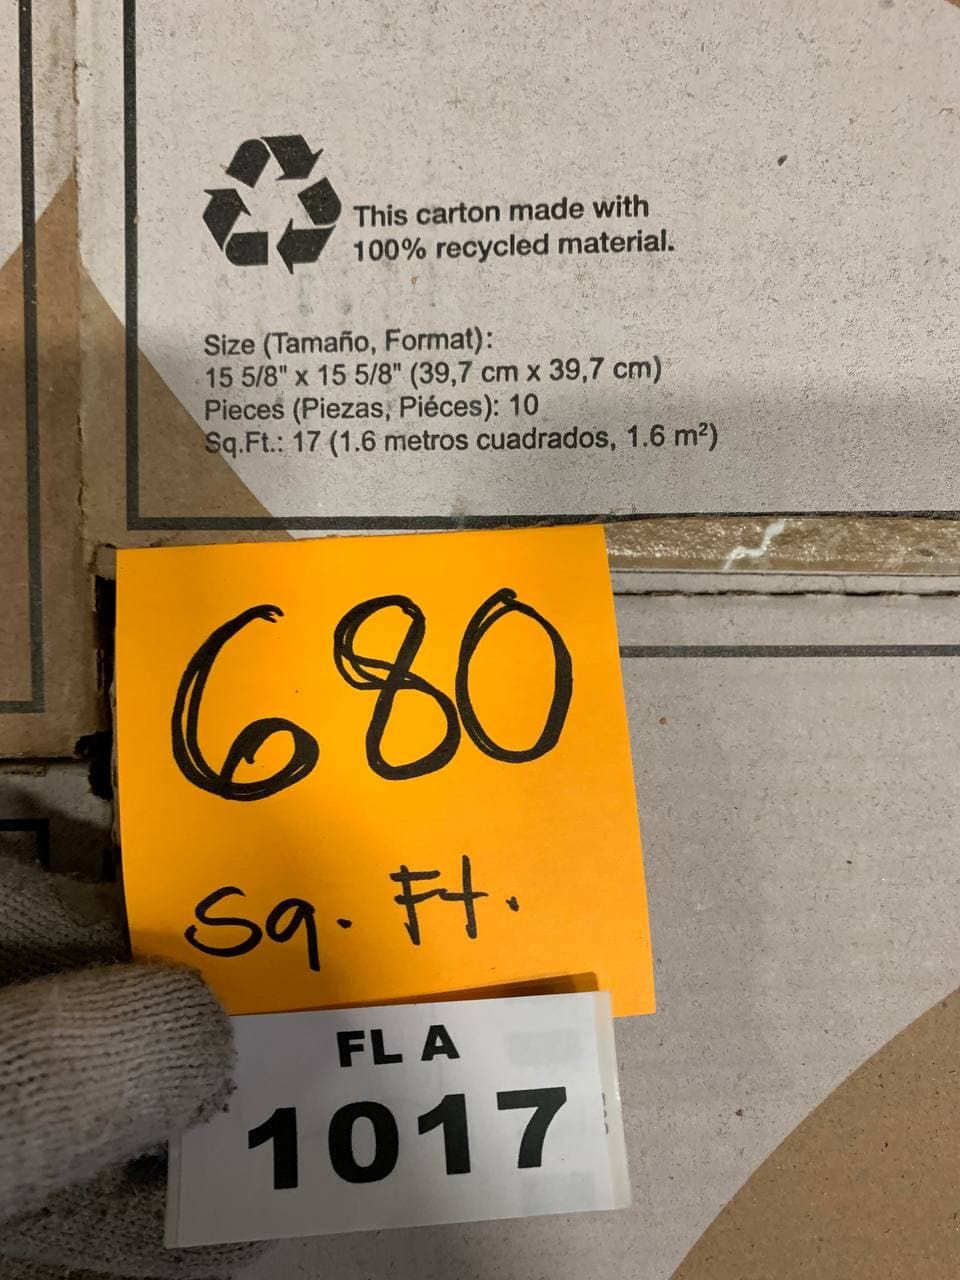 This carton made with
100% recycled material.
Size (Tamaño, Format):
15 5/8" x 15 5/8" (39,7 cm x 39,7 cm)
Pieces (Piezas, Piéces): 10
Sq.Ft.: 17 (1.6 metros cuadrados, 1.6 m²)
680
Sq. Ft.
FL A
1017